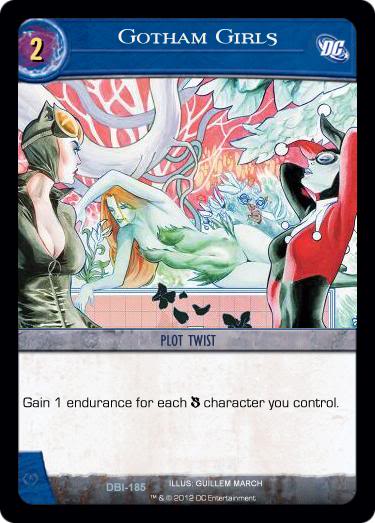 2
GOTHAM GIRLS
DC
PLOT TWIST
Gain 1 endurance for each character you control.
DBI-185
ILLUS: GUILLEM MARCH
™ & © 2012 DC Entertainment